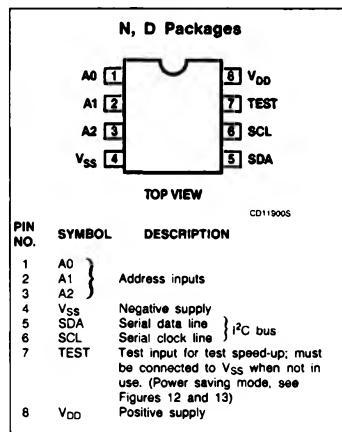 N, D Packages
A0 1 8 VDD
A1 2 7 TEST
A2 3 6 SCL
VSS 4 5 SDA
TOP VIEW
CD11900S
PIN NO. SYMBOL DESCRIPTION
1 A0
2 A1 Address inputs
3 A2
4 VSS Negative supply
5 SDA Serial data line
6 SCL Serial clock line
I²C bus
7 TEST Test input for test speed-up; must
be connected to VSS when not in
use. (Power saving mode, see
Figures 12 and 13)
8 VDD Positive supply